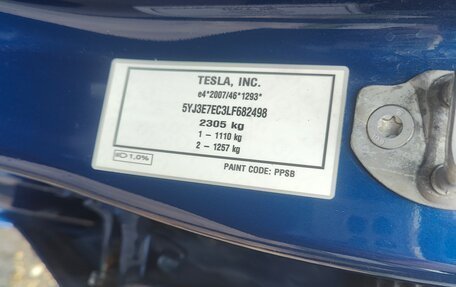 TESLA, INC.
e4*2007/46*1293*
5YJ3E7EC3LF682498
2305 kg
1 - 1110 kg
2 - 1257 kg
1,0%
PAINT CODE: PPSB